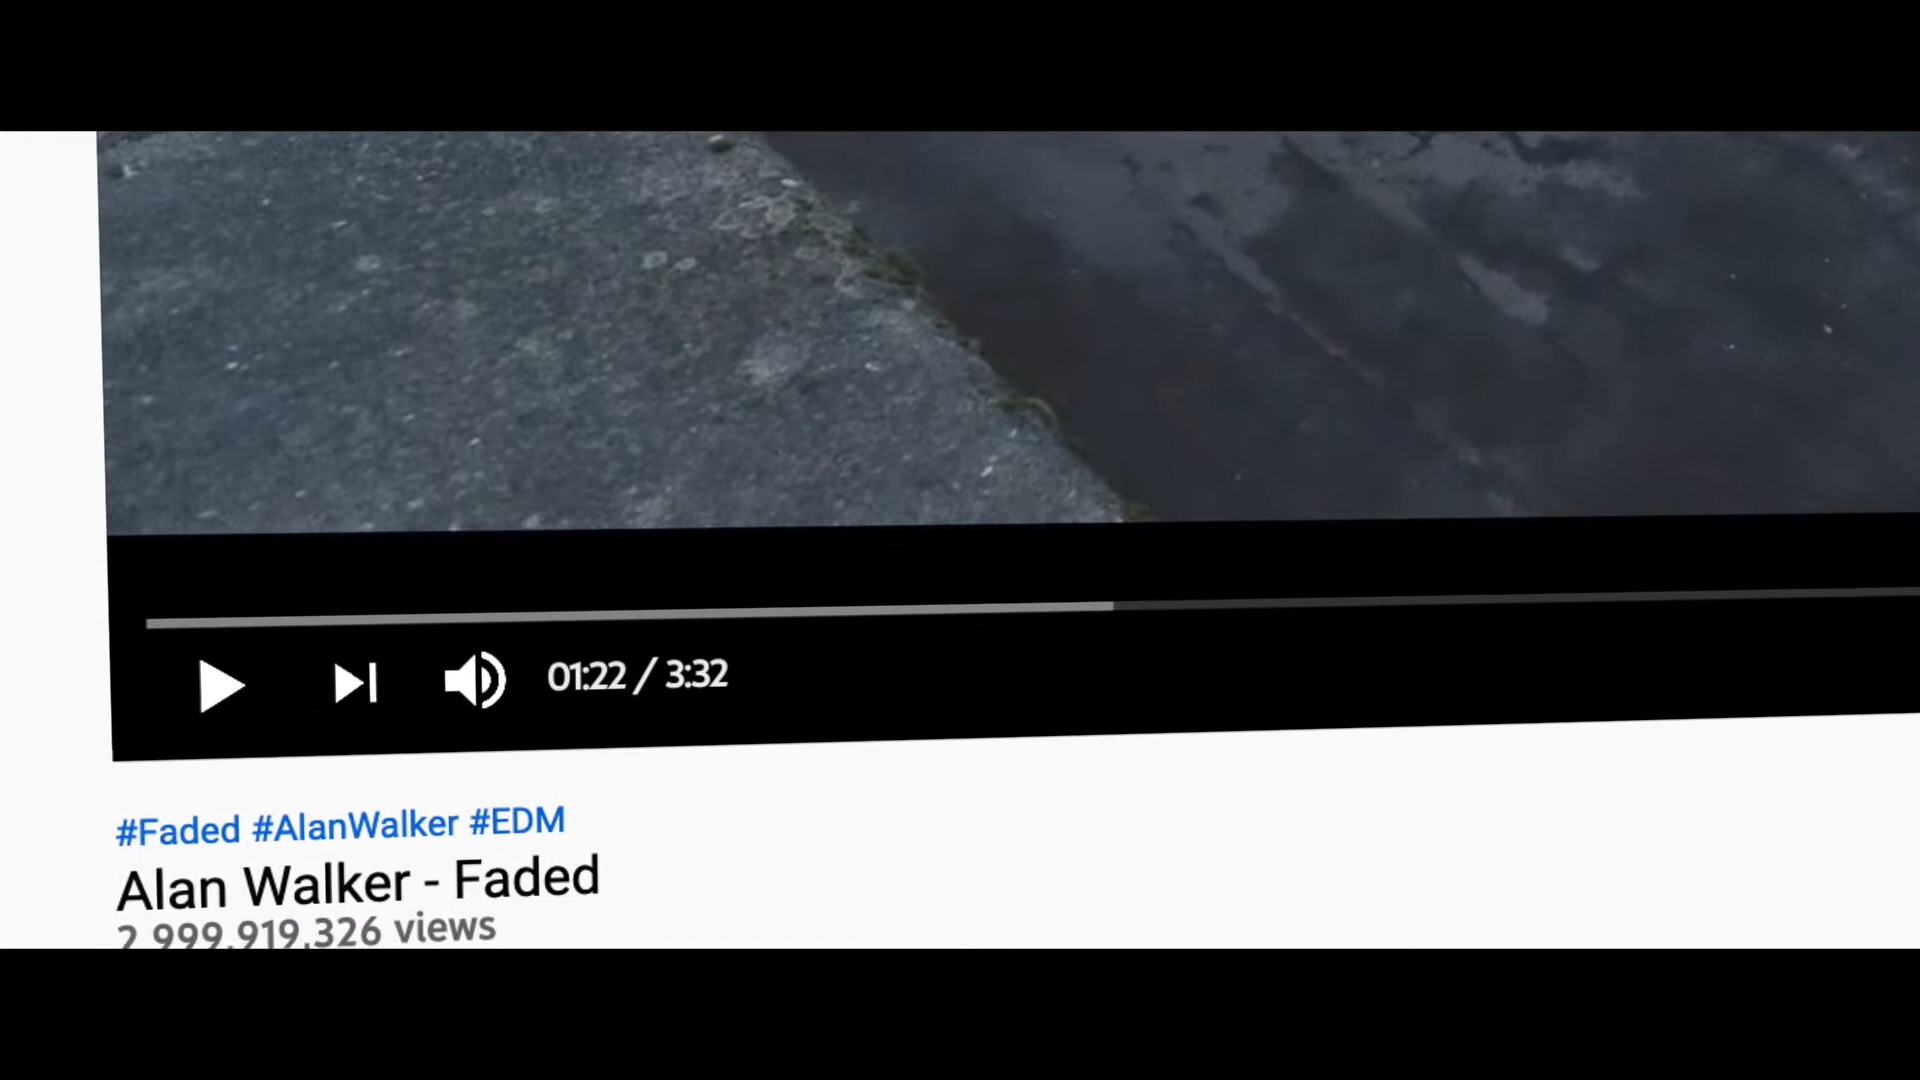 01:22 / 3:32
#Faded #AlanWalker #EDM
Alan Walker - Faded
2,999,919,326 views